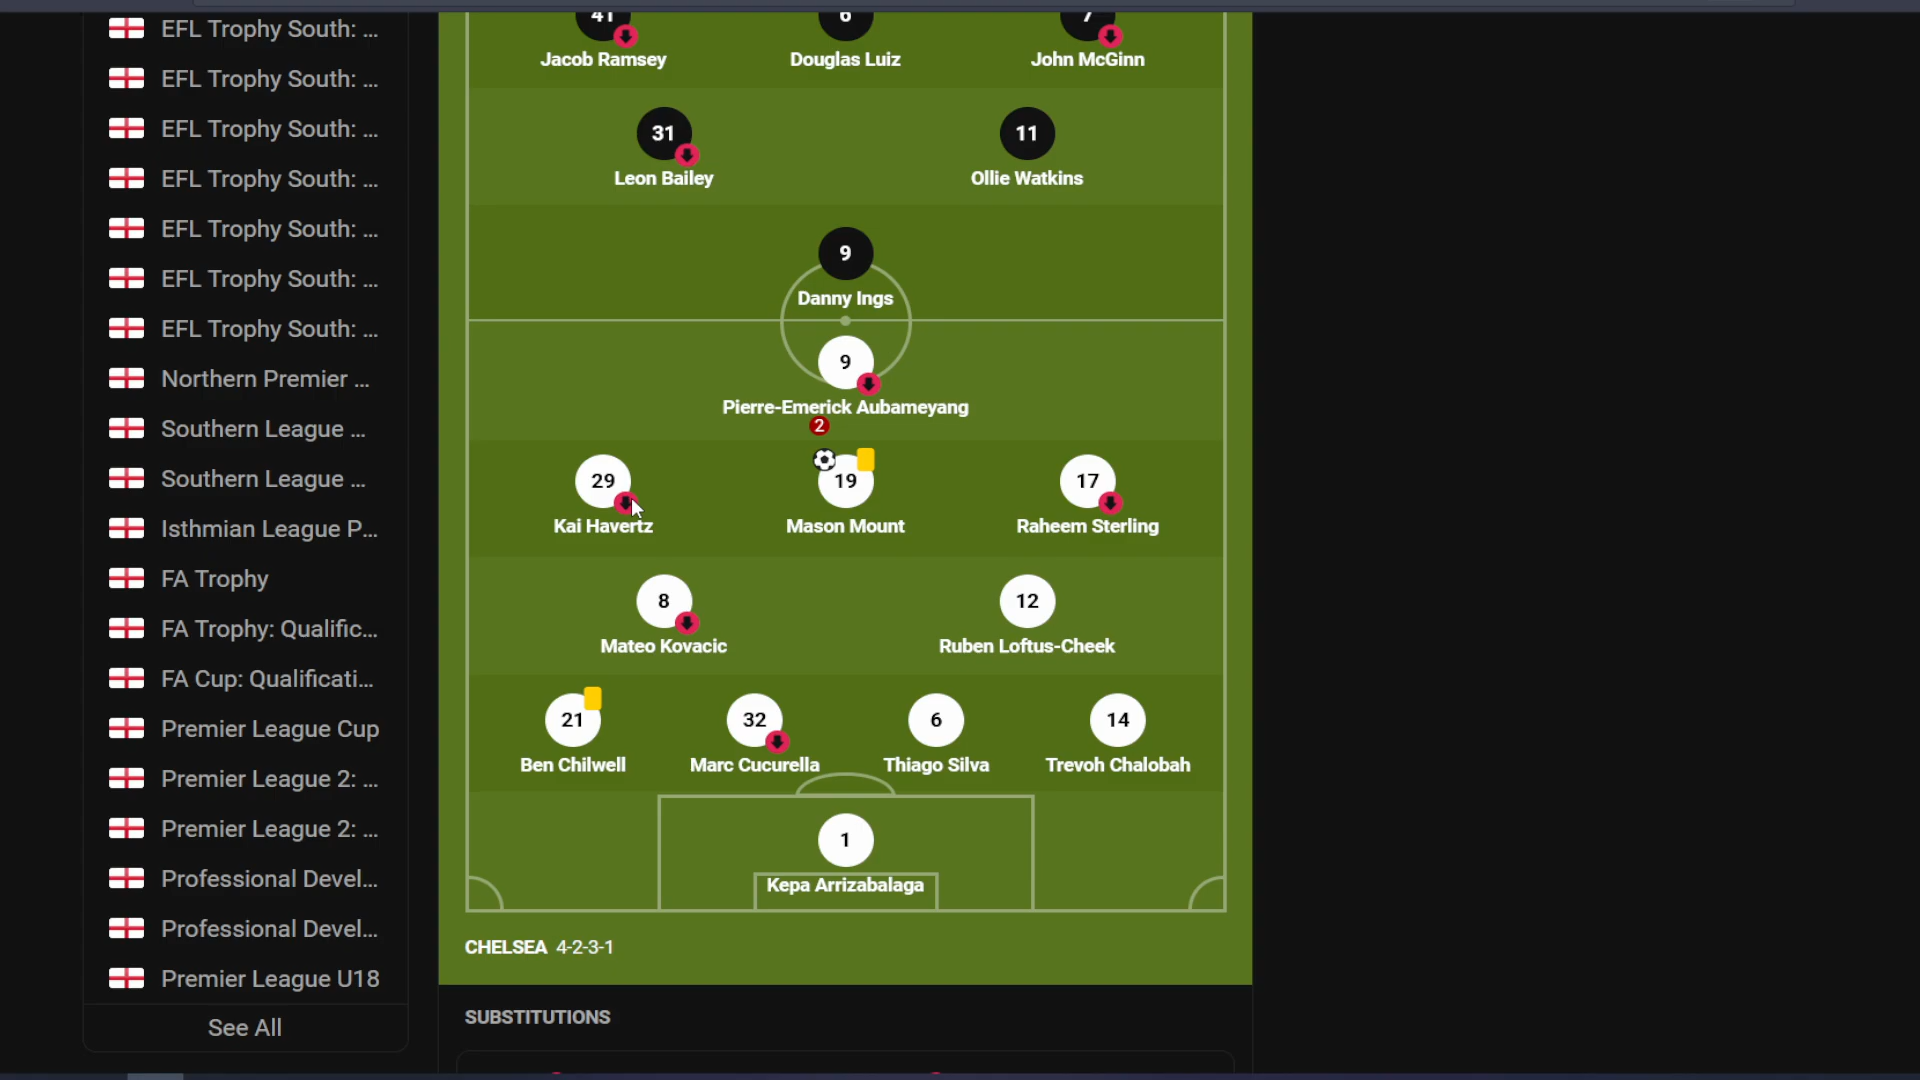 EFL Trophy South: ...
EFL Trophy South: ...
EFL Trophy South: ...
EFL Trophy South: ...
EFL Trophy South: ...
EFL Trophy South: ...
EFL Trophy South: ...
Northern Premier ...
Southern League ...
Southern League ...
Isthmian League P...
FA Trophy
FA Trophy: Qualific...
FA Cup: Qualificati...
Premier League Cup
Premier League 2: ...
Premier League 2: ...
Professional Devel...
Professional Devel...
Premier League U18
See All
41 6 7
Jacob Ramsey Douglas Luiz John McGinn
31 11
Leon Bailey Ollie Watkins
9
Danny Ings
9
Pierre-Emerick Aubameyang
2
29 19 17
Kai Havertz Mason Mount Raheem Sterling
8 12
Mateo Kovacic Ruben Loftus-Cheek
21 32 6 14
Ben Chilwell Marc Cucurella Thiago Silva Trevoh Chalobah
1
Kepa Arrizabalaga
CHELSEA 4-2-3-1
SUBSTITUTIONS